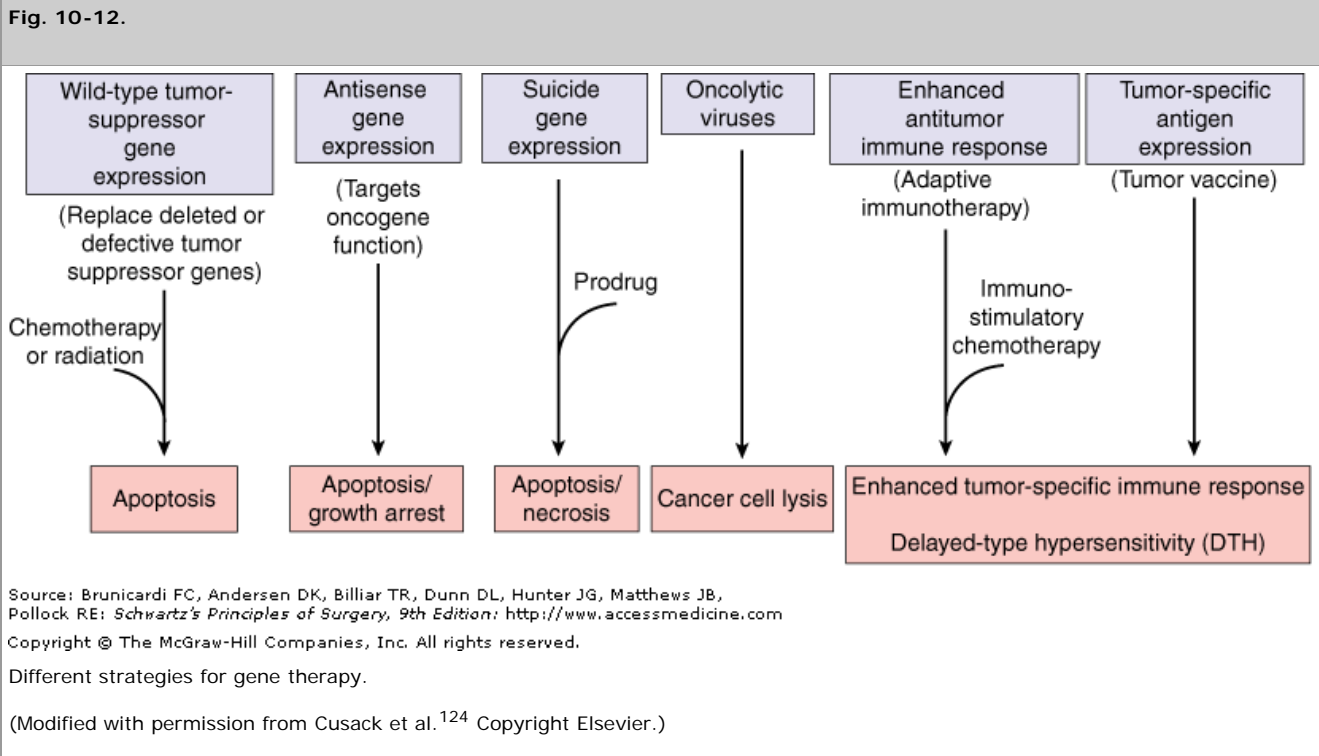 Fig. 10-12.
Wild-type tumor-
suppressor
gene
expression
(Replace deleted or
defective tumor
suppressor genes)
Chemotherapy
or radiation
Apoptosis
Antisense
gene
expression
(Targets
oncogene
function)
Apoptosis/
growth arrest
Suicide
gene
expression
Prodrug
Apoptosis/
necrosis
Oncolytic
viruses
Cancer cell lysis
Enhanced
antitumor
immune response
(Adaptive
immunotherapy)
Immuno-
stimulatory
chemotherapy
Tumor-specific
antigen
expression
(Tumor vaccine)
Enhanced tumor-specific immune response
Delayed-type hypersensitivity (DTH)
Source: Brunicardi FC, Andersen DK, Billiar TR, Dunn DL, Hunter JG, Matthews JB,
Pollock RE: Schwartz's Principles of Surgery, 9th Edition: http://www.accessmedicine.com
Copyright © The McGraw-Hill Companies, Inc. All rights reserved.
Different strategies for gene therapy.
(Modified with permission from Cusack et al.124 Copyright Elsevier.)